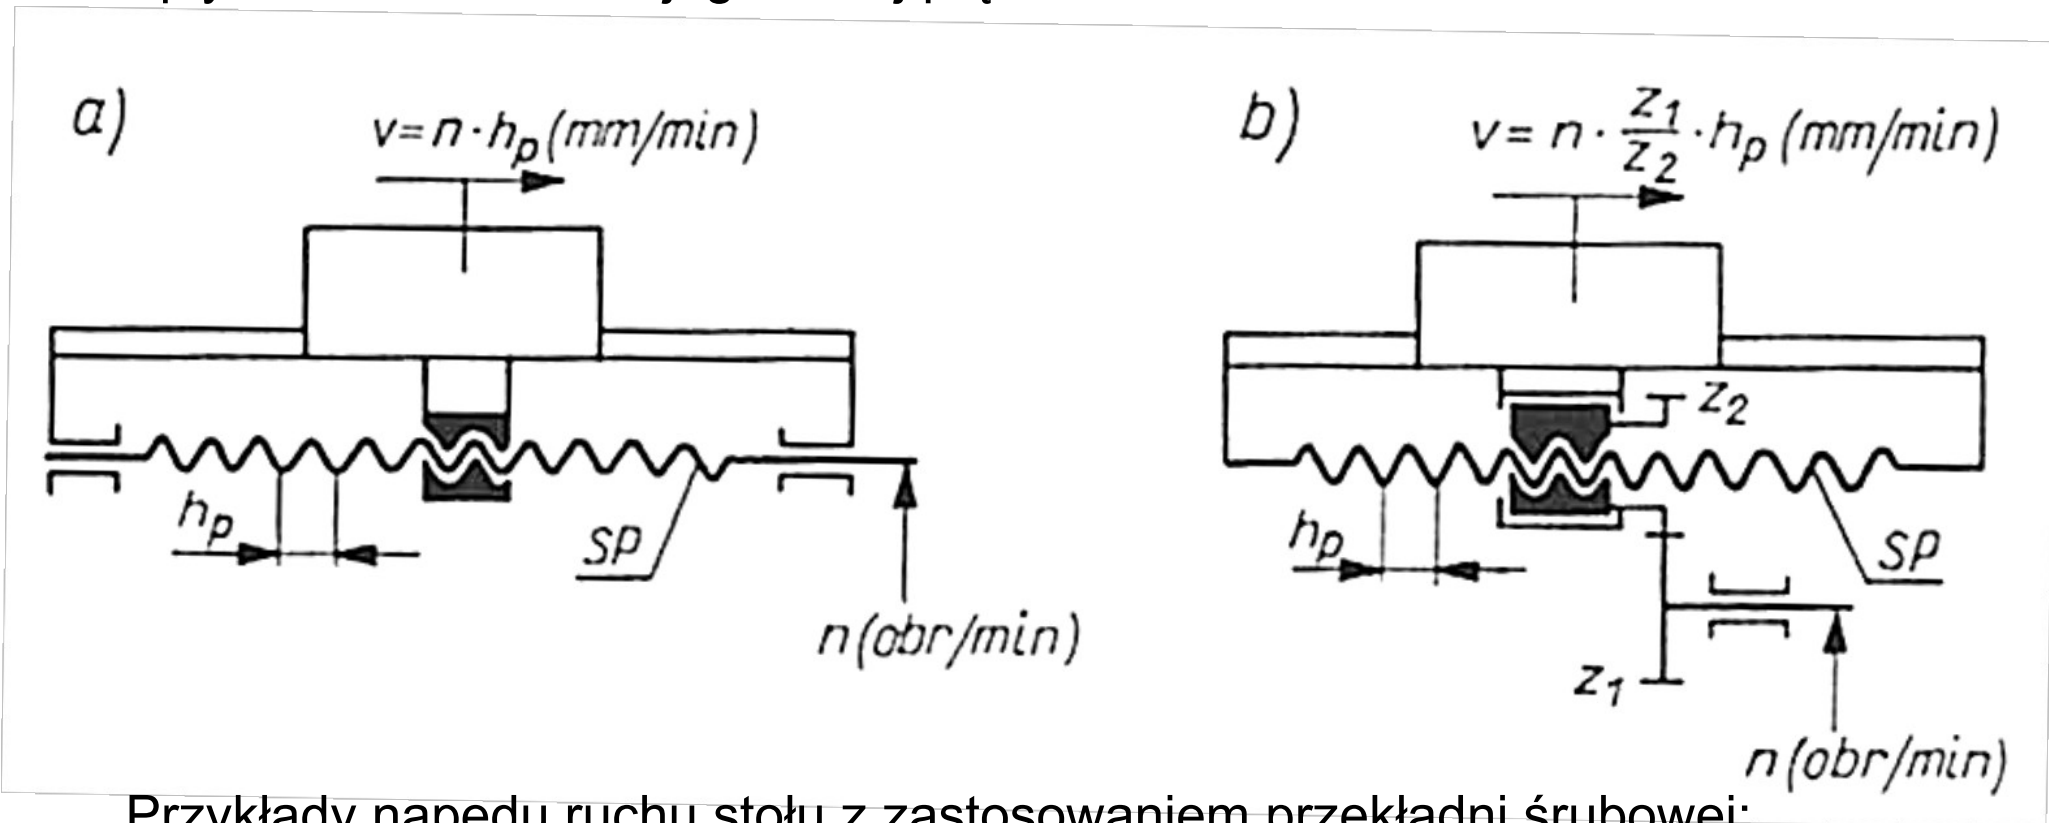 a)
v=n·hp(mm/min)
hp
SP
n(obr/min)
b)
v= n·z1/z2·hp(mm/min)
z2
hp
SP
z1
n(obr/min)
Przykłady napędu ruchu stołu z zastosowaniem przekładni śrubowej: